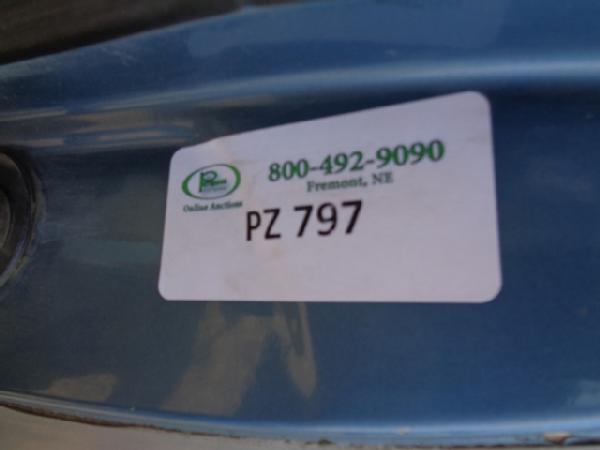 800-492-9090
Fremont, NE
Online Auctions
PZ 797